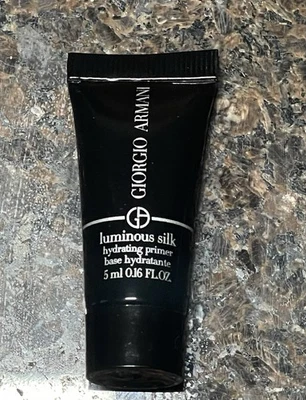 GIORGIO ARMANI
luminous silk
hydrating primer
base hydratante
5 ml 0.16 FL.OZ.